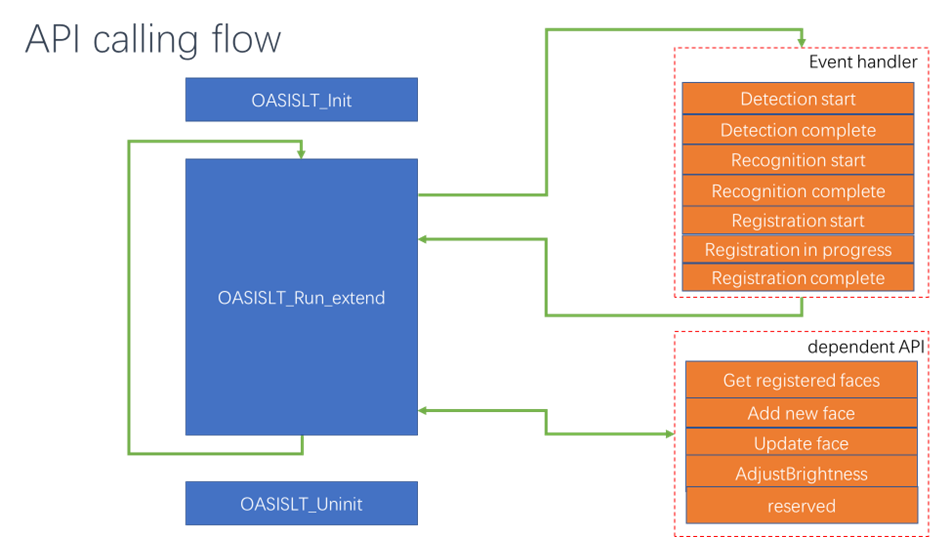 API calling flow
OASISLT_Init
OASISLT_Run_extend
OASISLT_Uninit
Event handler
Detection start
Detection complete
Recognition start
Recognition complete
Registration start
Registration in progress
Registration complete
dependent API
Get registered faces
Add new face
Update face
AdjustBrightness
reserved